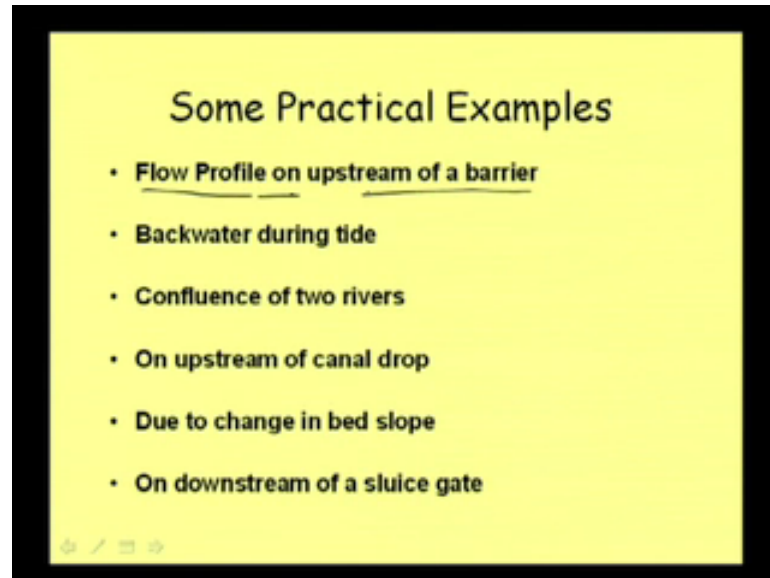 Some Practical Examples
• Flow Profile on upstream of a barrier
• Backwater during tide
• Confluence of two rivers
• On upstream of canal drop
• Due to change in bed slope
• On downstream of a sluice gate